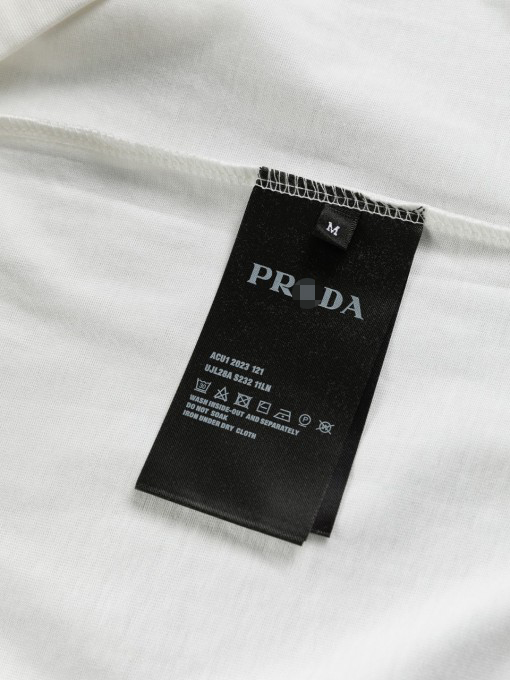 M
PR DA
ACU1 2023 121
UJL28A S232 11LN
30
WASH INSIDE-OUT AND SEPARATELY
DO NOT SOAK
IRON UNDER DRY CLOTH